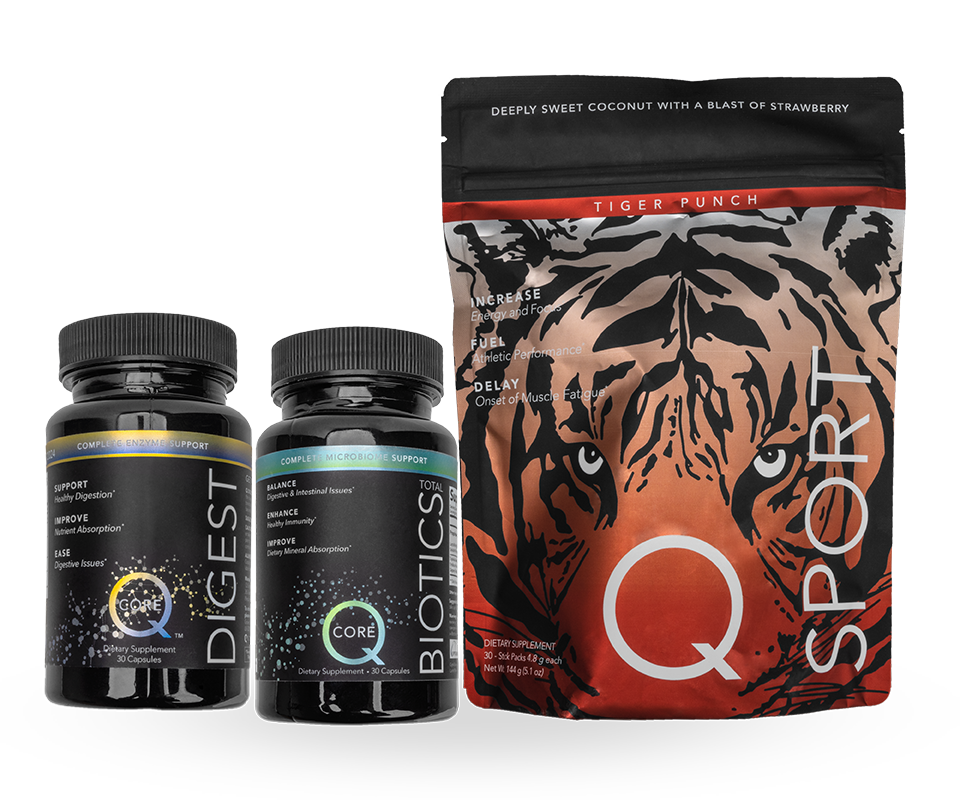 DEEPLY SWEET COCONUT WITH A BLAST OF STRAWBERRY
TIGER PUNCH
INCREASE
Energy and Focus
FUEL
Athletic Performance*
DELAY
Onset of Muscle Fatigue*
Q
SPORT
DIETARY SUPPLEMENT
30 - Stick Packs 4.8 g each
Net Wt. 144 g (5.1 oz)
COMPLETE ENZYME SUPPORT
SUPPORT
Healthy Digestion*
IMPROVE
Nutrient Absorption*
EASE
Digestive Issues*
DIGEST
Q
CORE
™
Dietary Supplement
30 Capsules
COMPLETE MICROBIOME SUPPORT
BALANCE
Digestive & Intestinal Issues*
ENHANCE
Healthy Immunity*
IMPROVE
Dietary Mineral Absorption*
TOTAL
BIOTICS
Q
CORE
Dietary Supplement • 30 Capsules